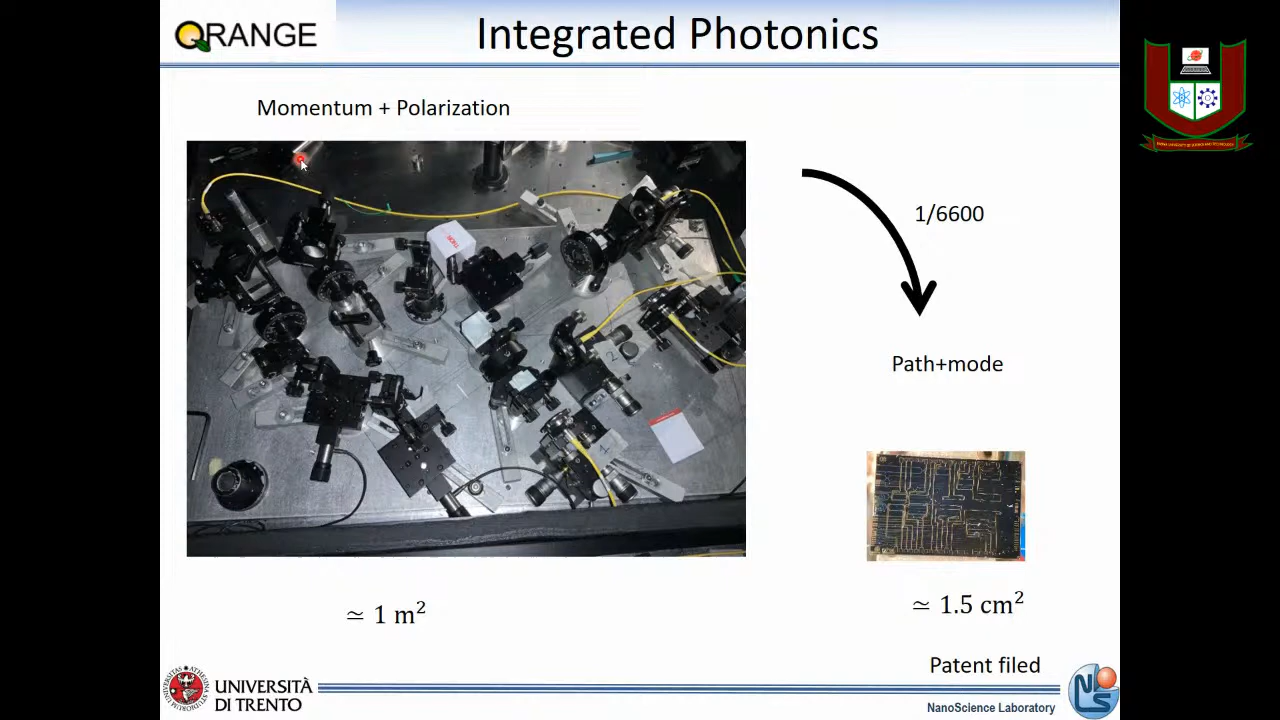 QRANGE
Integrated Photonics
Momentum + Polarization
1/6600
Path+mode
≃ 1 m²
≃ 1.5 cm²
Patent filed
UNIVERSITÀ
DI TRENTO
NanoScience Laboratory